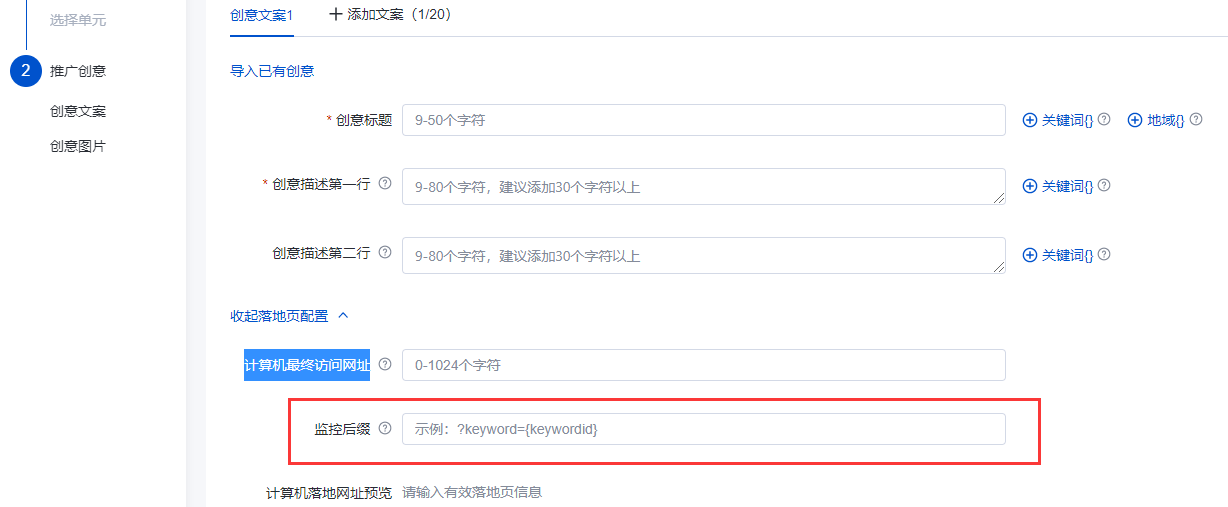 选择单元
创意文案1 添加文案（1/20）
2 推广创意
导入已有创意
创意文案
* 创意标题 9-50个字符 关键词{} ? 地域{} ?
创意图片
* 创意描述第一行 ? 9-80个字符，建议添加30个字符以上 关键词{} ?
创意描述第二行 ? 9-80个字符，建议添加30个字符以上 关键词{} ?
收起落地页配置
计算机最终访问网址 ? 0-1024个字符
监控后缀 ? 示例：?keyword={keywordid}
计算机落地网址预览 请输入有效落地页信息